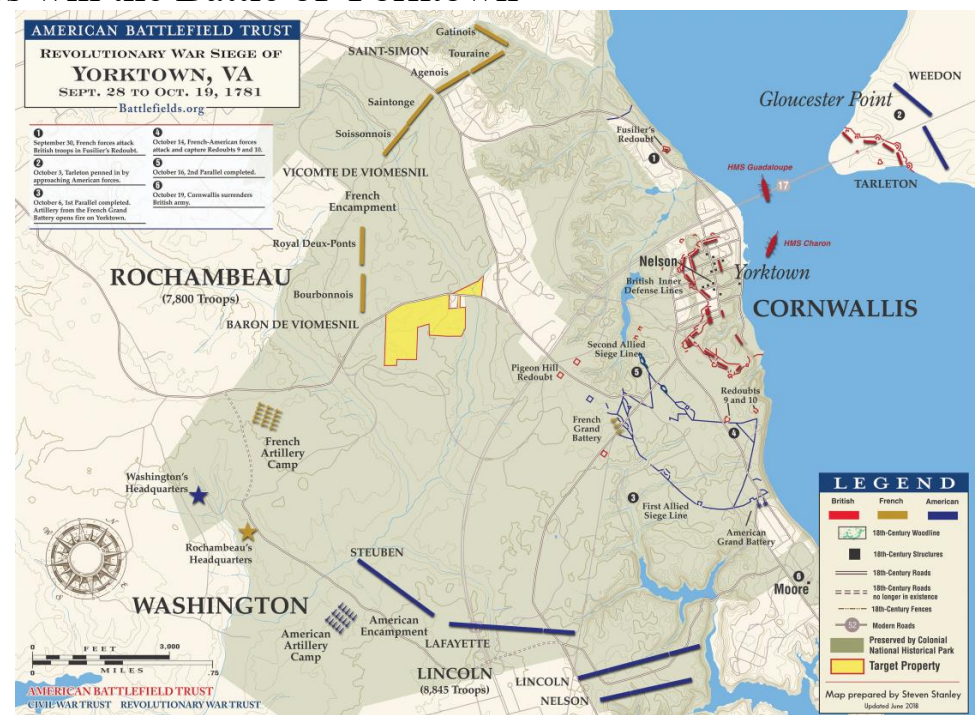 AMERICAN BATTLEFIELD TRUST
REVOLUTIONARY WAR SIEGE OF
YORKTOWN, VA
SEPT. 28 TO OCT. 19, 1781
Battlefields.org
1
September 30, French forces attack
British troops in Fusilier's Redoubt.
2
October 3, Tarleton penned in by
approaching American forces.
3
October 6, 1st Parallel completed.
Artillery from the French Grand
Battery opens fire on Yorktown.
4
October 14, French-American forces
attack and capture Redoubts 9 and 10.
5
October 16, 2nd Parallel completed.
6
October 19, Cornwallis surrenders
British army.
Gatinois
SAINT-SIMON
Touraine
Agenois
Saintonge
Soissonnois
VICOMTE DE VIOMESNIL
French
Encampment
Royal Deux-Ponts
ROCHAMBEAU
(7,800 Troops)
Bourbonnois
BARON DE VIOMESNIL
WEEDON
Gloucester Point
2
TARLETON
Fusilier's
Redoubt
1
HMS Guadaloupe
17
HMS Charon
Nelson
Yorktown
British Inner
Defense Lines
CORNWALLIS
Second Allied
Siege Line
5
Pigeon Hill
Redoubt
Redoubts
9 and 10
4
French
Grand
Battery
3
First Allied
Siege Line
American
Grand Battery
6
Moore
French
Artillery
Camp
Washington's
Headquarters
Rochambeau's
Headquarters
STEUBEN
WASHINGTON
American
Artillery
Camp
American
Encampment
LAFAYETTE
LINCOLN
(8,845 Troops)
LINCOLN
NELSON
N
FEET
0
3,000
0
MILES
.75
AMERICAN BATTLEFIELD TRUST
CIVIL WAR TRUST REVOLUTIONARY WAR TRUST
LEGEND
British French American
18th-Century Woodline
18th-Century Structures
18th-Century Roads
18th-Century Roads
no longer in existence
18th-Century Fences
Modern Roads
Preserved by Colonial
National Historical Park
Target Property
Map prepared by Steven Stanley
Updated June 2018